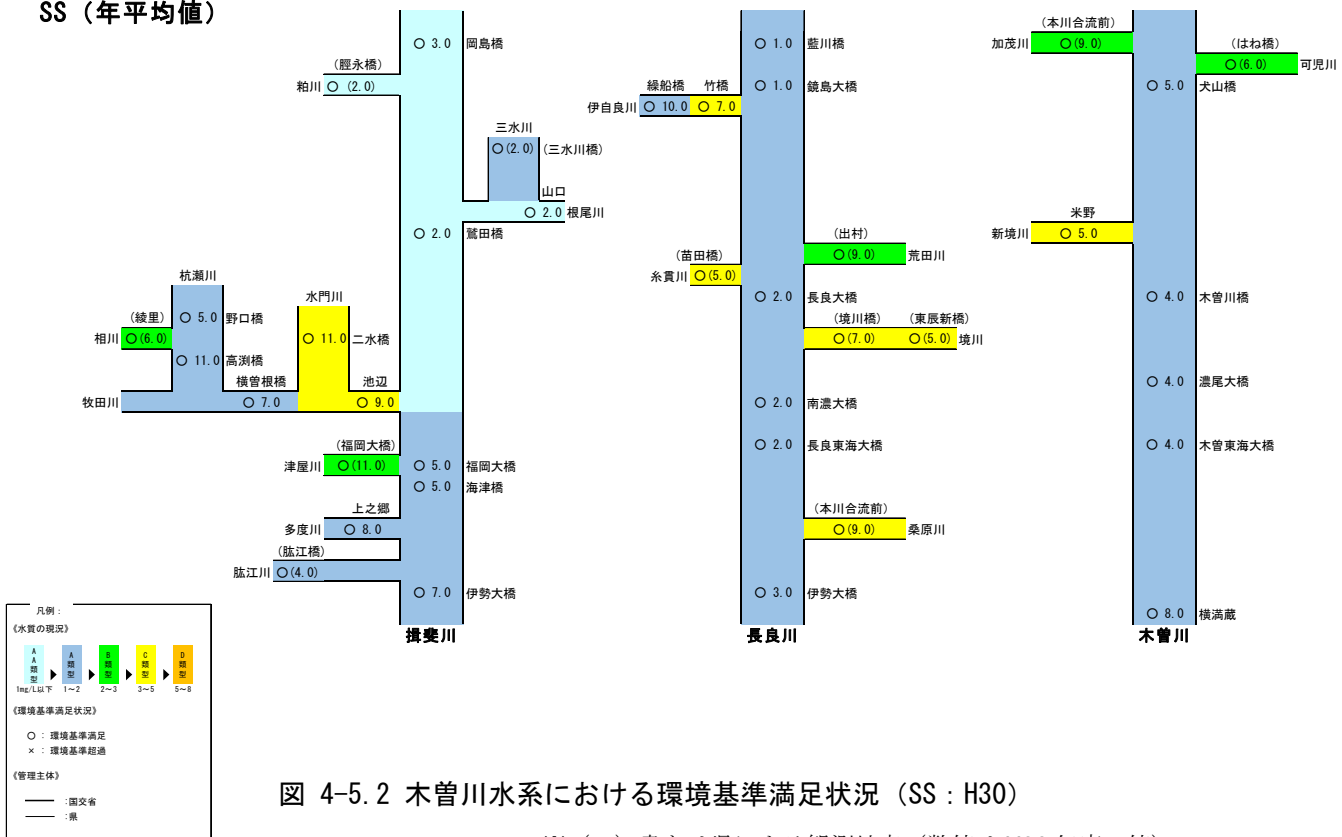 SS（年平均値）
○ 3.0 岡島橋
(脛永橋)
粕川 ○ (2.0)
三水川
○(2.0) (三水川橋)
山口
○ 2.0 根尾川
○ 2.0 鷲田橋
杭瀬川
○ 5.0 野口橋
(綾里)
相川 ○(6.0)
○ 11.0 高渕橋
水門川
○ 11.0 二水橋
横曽根橋
池辺
牧田川 ○ 7.0 ○ 9.0
(福岡大橋)
津屋川 ○(11.0)
○ 5.0 福岡大橋
○ 5.0 海津橋
上之郷
多度川 ○ 8.0
(肱江橋)
肱江川 ○(4.0)
○ 7.0 伊勢大橋
揖斐川
○ 1.0 藍川橋
○ 1.0 鏡島大橋
繰船橋 竹橋
伊自良川 ○ 10.0 ○ 7.0
(出村)
○(9.0) 荒田川
(苗田橋)
糸貫川 ○(5.0)
○ 2.0 長良大橋
(境川橋) (東辰新橋)
○(7.0) ○(5.0) 境川
○ 2.0 南濃大橋
○ 2.0 長良東海大橋
(本川合流前)
○(9.0) 桑原川
○ 3.0 伊勢大橋
長良川
(本川合流前)
加茂川 ○(9.0)
(はね橋)
○(6.0) 可児川
○ 5.0 犬山橋
米野
新境川 ○ 5.0
○ 4.0 木曽川橋
○ 4.0 濃尾大橋
○ 4.0 木曽東海大橋
○ 8.0 横満蔵
木曽川
凡例：
《水質の現況》
AA類型 A類型 B類型 C類型 D類型
1mg/L以下 1～2 2～3 3～5 5～8
《環境基準満足状況》
○ ：環境基準満足
× ：環境基準超過
《管理主体》
：国交省
：県
図 4-5.2 木曽川水系における環境基準満足状況（SS：H30）